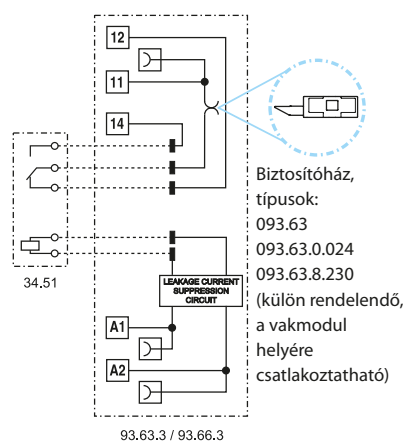 12
11
14
34.51
LEAKAGE CURRENT
SUPPRESSION
CIRCUIT
A1
A2
93.63.3 / 93.66.3
Biztosítóház,
típusok:
093.63
093.63.0.024
093.63.8.230
(külön rendelendő,
a vakmodul
helyére
csatlakoztatható)